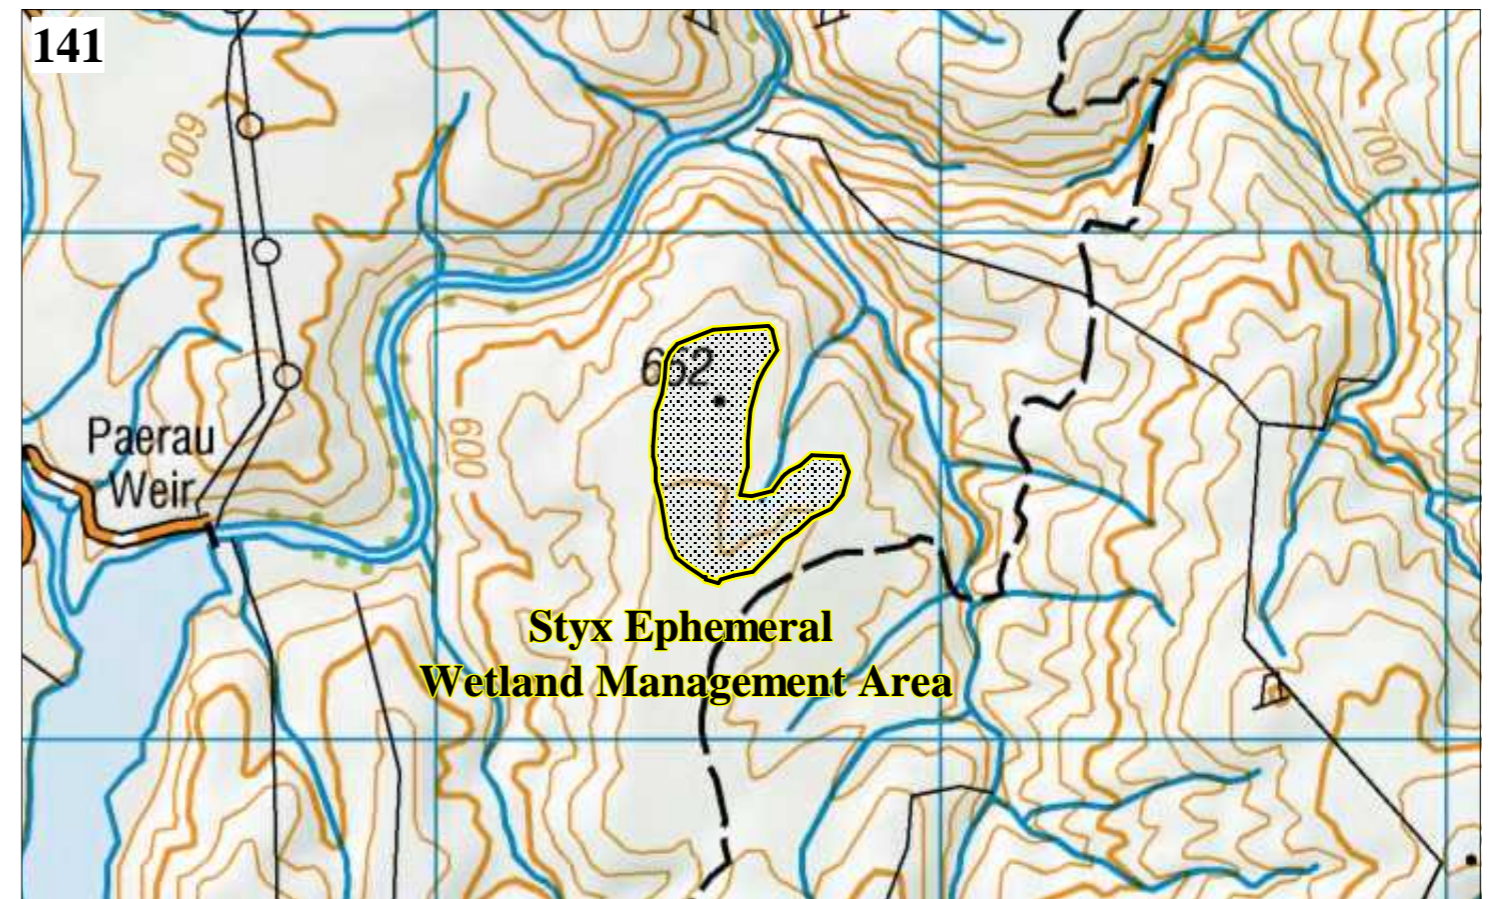 141
600
700
662
600
Paerau
Weir
Styx Ephemeral
Wetland Management Area